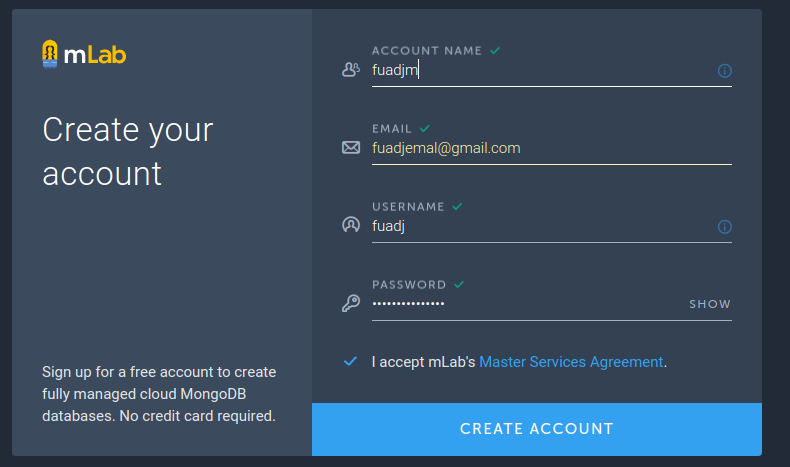 mLab
Create your
account
Sign up for a free account to create
fully managed cloud MongoDB
databases. No credit card required.
ACCOUNT NAME
fuadjm
EMAIL
fuadjemal@gmail.com
USERNAME
fuadj
PASSWORD
•••••••••••••••
SHOW
I accept mLab's Master Services Agreement.
CREATE ACCOUNT